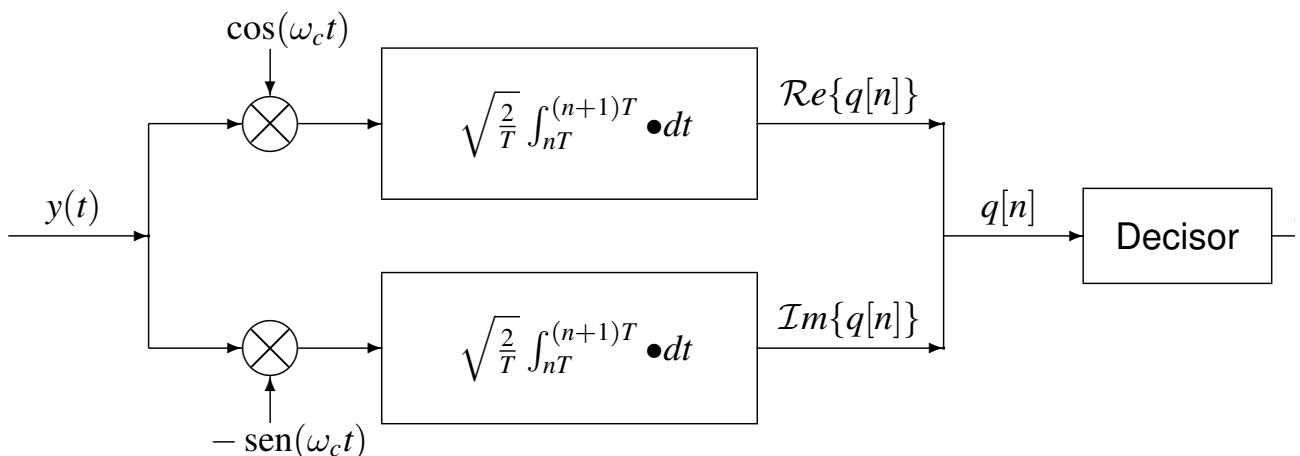 cos(ω_c t)
√(2/T) ∫_{nT}^{(n+1)T} •dt
Re{q[n]}
y(t)
q[n]
Decisor
√(2/T) ∫_{nT}^{(n+1)T} •dt
Im{q[n]}
− sen(ω_c t)